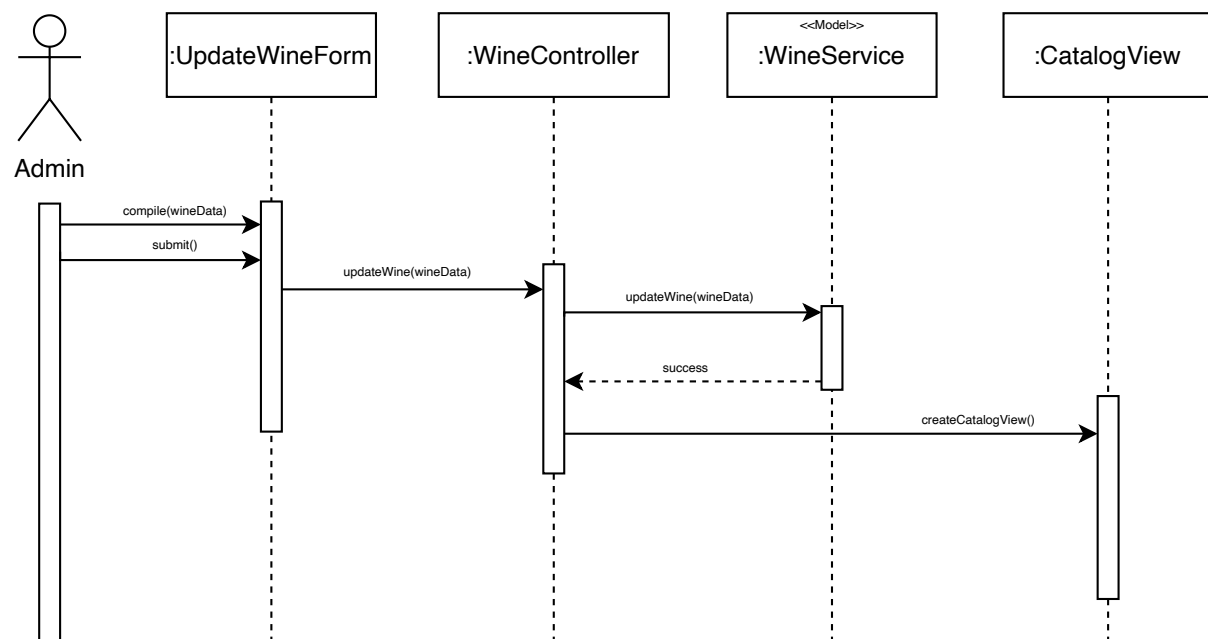 <<Model>>
:UpdateWineForm
:WineController
:WineService
:CatalogView
Admin
compile(wineData)
submit()
updateWine(wineData)
updateWine(wineData)
success
createCatalogView()